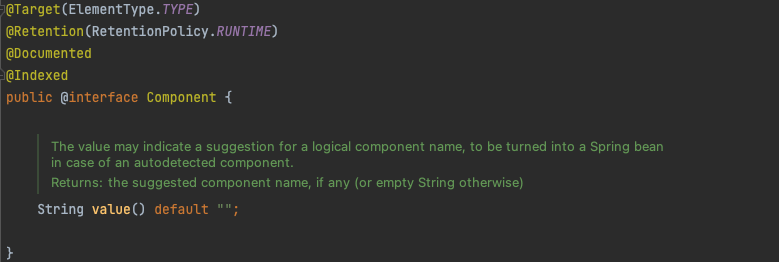 @Target(ElementType.TYPE)
@Retention(RetentionPolicy.RUNTIME)
@Documented
@Indexed
public @interface Component {
The value may indicate a suggestion for a logical component name, to be turned into a Spring bean
in case of an autodetected component.
Returns: the suggested component name, if any (or empty String otherwise)
String value() default "";
}